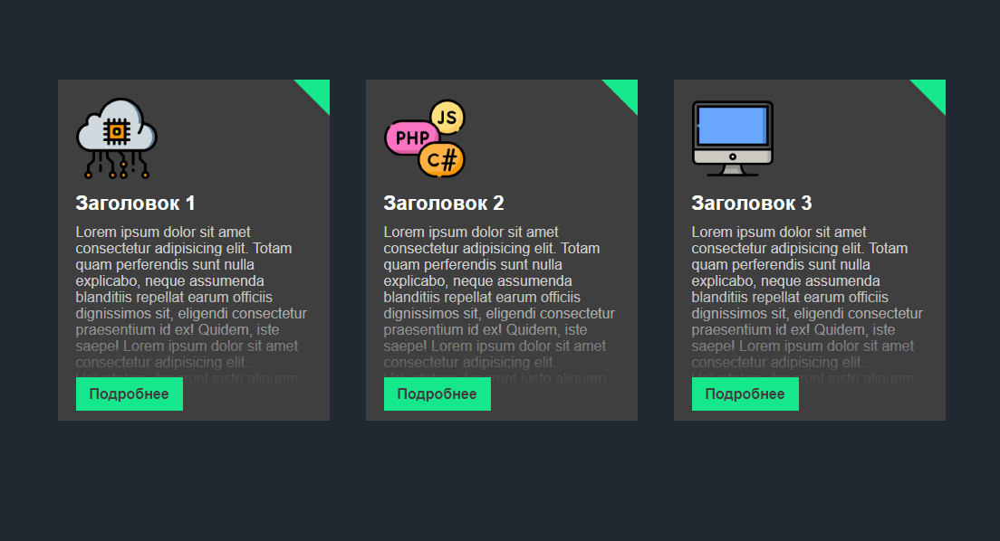 Заголовок 1
Lorem ipsum dolor sit amet
consectetur adipisicing elit. Totam
quam perferendis sunt nulla
explicabo, neque assumenda
blanditiis repellat earum officiis
dignissimos sit, eligendi consectetur
praesentium id ex! Quidem, iste
saepe! Lorem ipsum dolor sit amet
consectetur adipisicing elit.
iusto aliquam
Подробнее
JS
PHP
C#
Заголовок 2
Lorem ipsum dolor sit amet
consectetur adipisicing elit. Totam
quam perferendis sunt nulla
explicabo, neque assumenda
blanditiis repellat earum officiis
dignissimos sit, eligendi consectetur
praesentium id ex! Quidem, iste
saepe! Lorem ipsum dolor sit amet
consectetur adipisicing elit.
iusto aliquam
Подробнее
Заголовок 3
Lorem ipsum dolor sit amet
consectetur adipisicing elit. Totam
quam perferendis sunt nulla
explicabo, neque assumenda
blanditiis repellat earum officiis
dignissimos sit, eligendi consectetur
praesentium id ex! Quidem, iste
saepe! Lorem ipsum dolor sit amet
consectetur adipisicing elit.
iusto aliquam
Подробнее